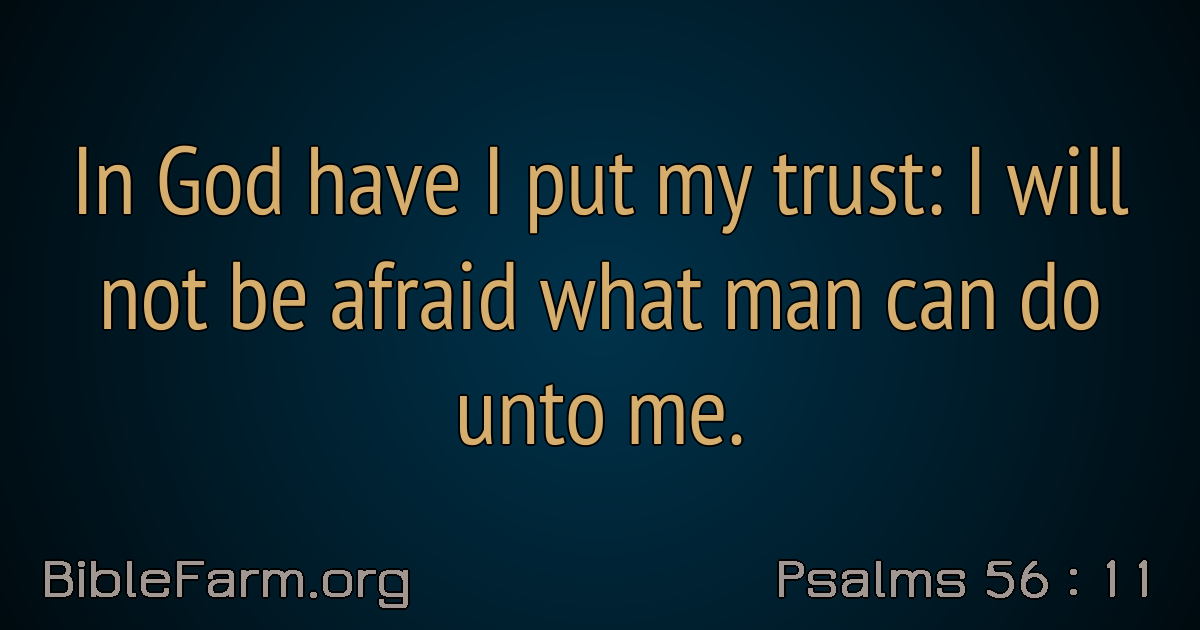 In God have I put my trust: I will
not be afraid what man can do
unto me.
BibleFarm.org
Psalms 56 : 11